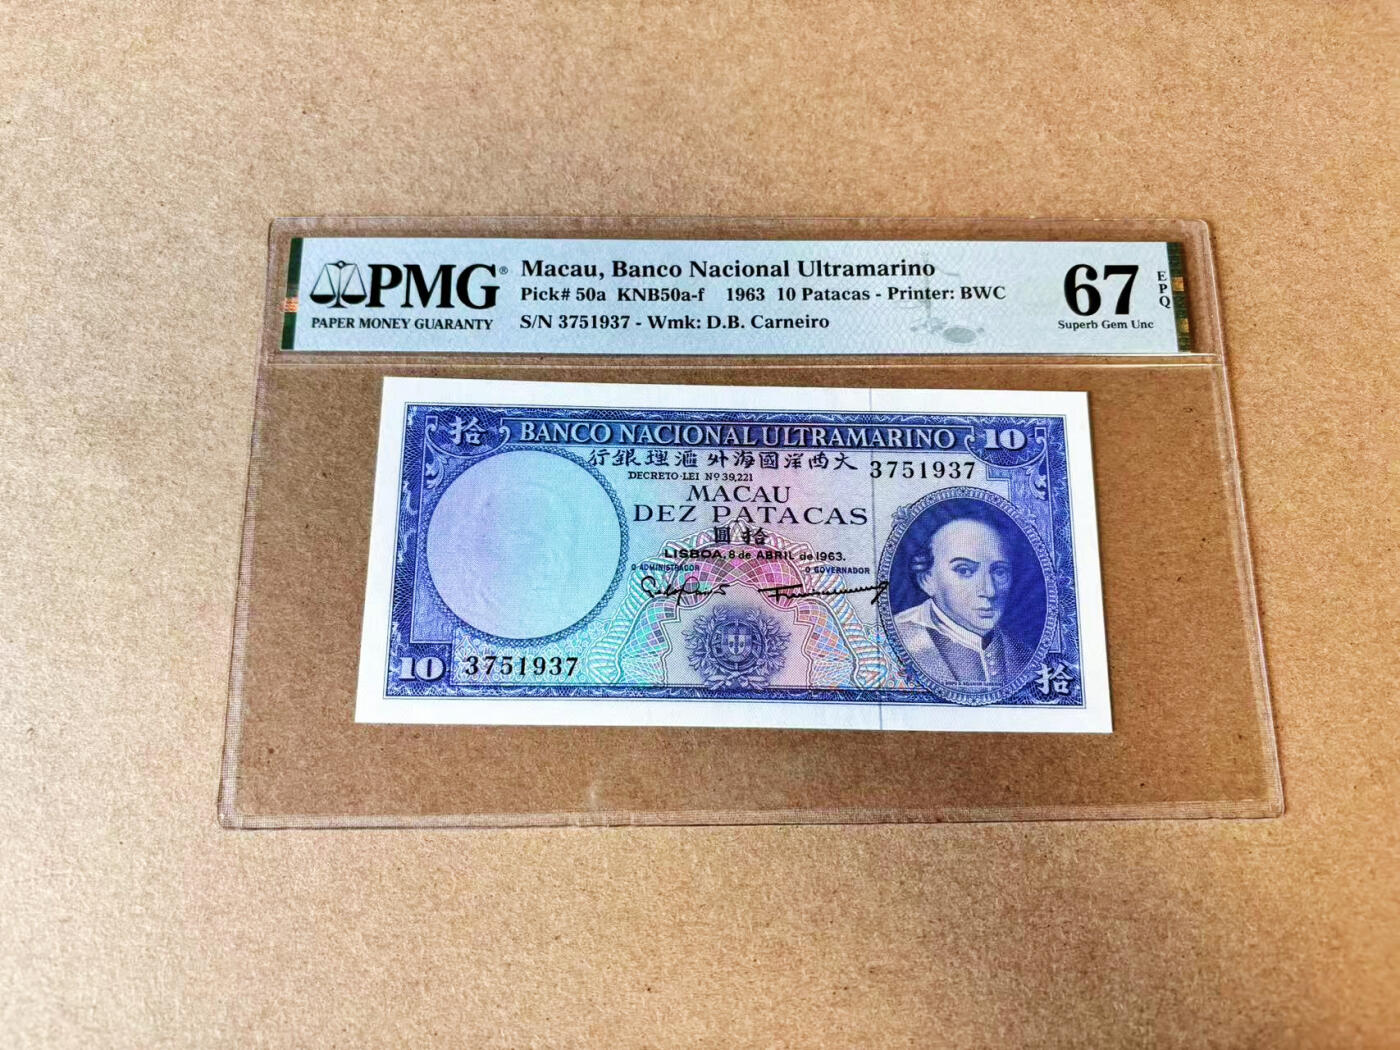 PMG®
PAPER MONEY GUARANTY
Macau, Banco Nacional Ultramarino
Pick# 50a KNB50a-f 1963 10 Patacas - Printer: BWC
S/N 3751937 - Wmk: D.B. Carneiro
67
EPQ
Superb Gem Unc
拾
BANCO NACIONAL ULTRAMARINO
10
行銀理滙外海國洋西大
3751937
DECRETO-LEI Nº 39,221
MACAU
DEZ PATACAS
圓拾
LISBOA, 8 de ABRIL de 1963.
O ADMINISTRADOR
O GOVERNADOR
10
3751937
拾